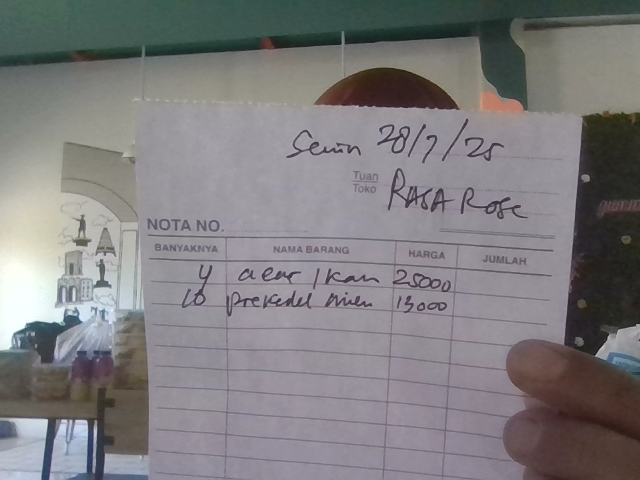 Senin 28/7/25
Tuan
Toko RASA ROSE
NOTA NO.
BANYAKNYA NAMA BARANG HARGA JUMLAH
4 acar ikan 25000
10 prekedel mien 13000